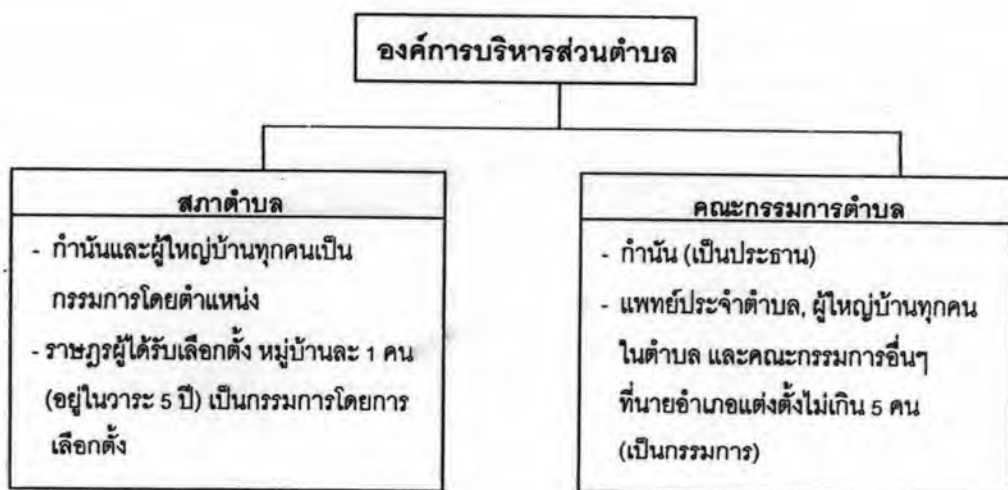 องค์การบริหารส่วนตำบล
สภาตำบล
- กำนันและผู้ใหญ่บ้านทุกคนเป็น
กรรมการโดยตำแหน่ง
- ราษฎรผู้ได้รับเลือกตั้ง หมู่บ้านละ 1 คน
(อยู่ในวาระ 5 ปี) เป็นกรรมการโดยการ
เลือกตั้ง
คณะกรรมการตำบล
- กำนัน (เป็นประธาน)
- แพทย์ประจำตำบล, ผู้ใหญ่บ้านทุกคน
ในตำบล และคณะกรรมการอื่นๆ
ที่นายอำเภอแต่งตั้งไม่เกิน 5 คน
(เป็นกรรมการ)